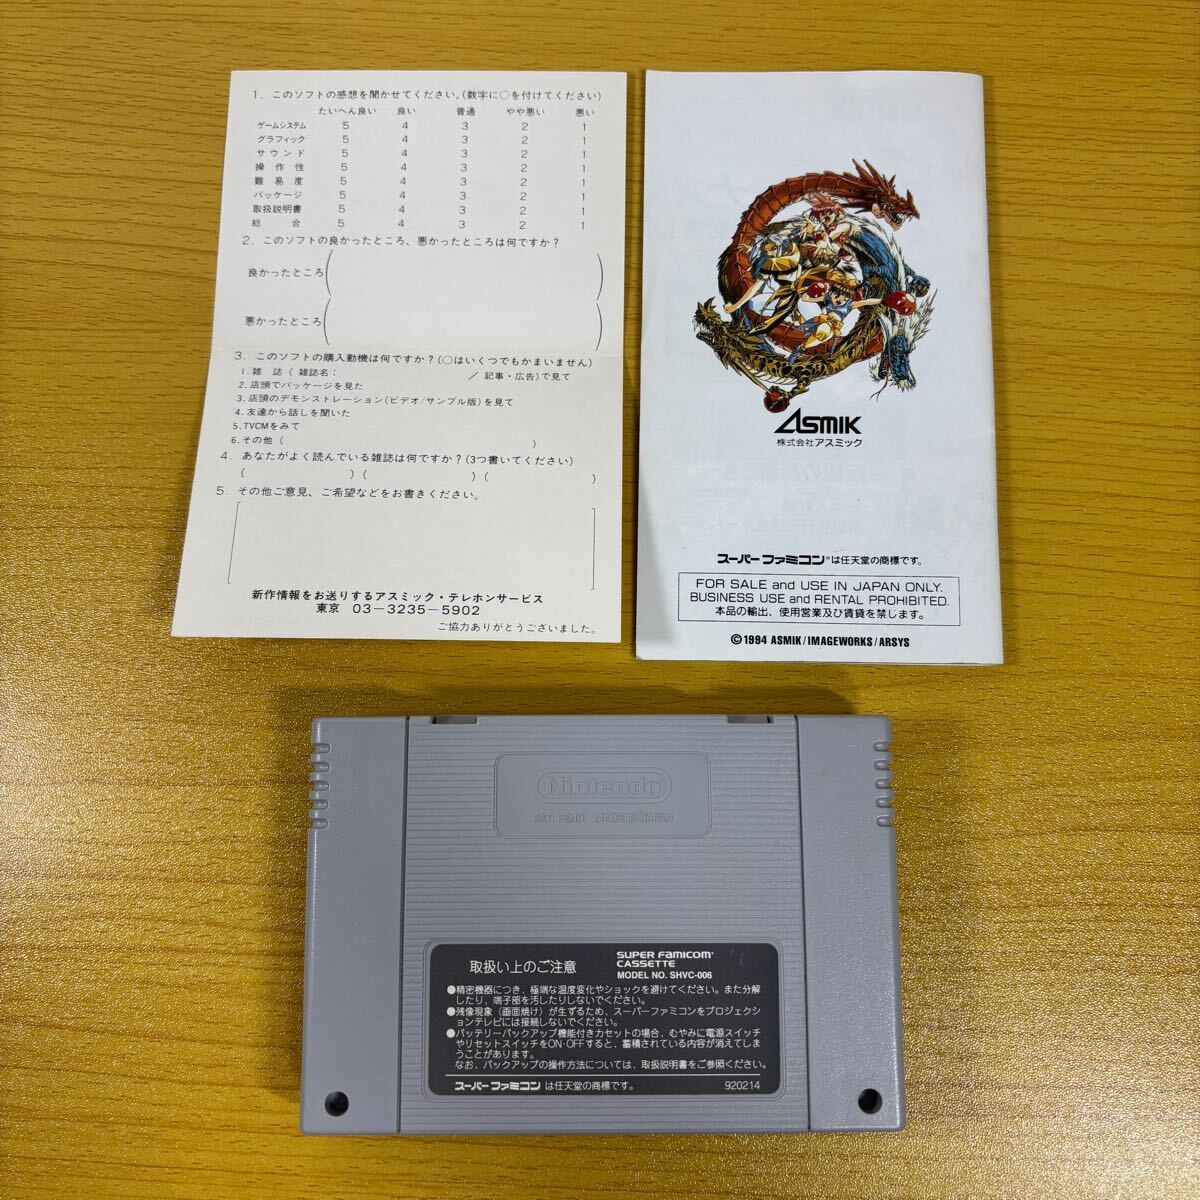 1. このソフトの感想を聞かせてください。(数字に○を付けてください)
たいへん良い 良い 普通 やや悪い 悪い
ゲームシステム 5 4 3 2 1
グラフィック 5 4 3 2 1
サウンド 5 4 3 2 1
操作性 5 4 3 2 1
難易度 5 4 3 2 1
パッケージ 5 4 3 2 1
取扱説明書 5 4 3 2 1
総合 5 4 3 2 1
2. このソフトの良かったところ、悪かったところは何ですか?
良かったところ
悪かったところ
3. このソフトの購入動機は何ですか?(○はいくつでもかまいません)
1.雑 誌 ( 雑誌名: / 記事・広告)で見て
2.店頭でパッケージを見た
3.店頭のデモンストレーション(ビデオ/サンプル版)を見て
4.友達から話しを聞いた
5.TVCMをみて
6.その他 ( )
4. あなたがよく読んでいる雑誌は何ですか?(3つ書いてください)
( ) ( ) ( )
5. その他ご意見、ご希望などをお書きください。
新作情報をお送りするアスミック・テレホンサービス
東京 03-3235-5902
ご協力ありがとうございました。
ASMIK
株式会社アスミック
スーパーファミコン®は任天堂の商標です。
FOR SALE and USE IN JAPAN ONLY.
BUSINESS USE and RENTAL PROHIBITED.
本品の輸出、使用営業及び賃貸を禁じます。
©1994 ASMIK/IMAGEWORKS/ARSYS
Nintendo
PAT. PEND. MADE IN JAPAN
取扱い上のご注意
SUPER FAMICOM
CASSETTE
MODEL NO. SHVC-006
●精密機器につき、極端な温度変化やショックを避けてください。また分解
したり、端子部を汚したりしないでください。
●残像現象(画面焼け)が生ずるため、スーパーファミコンをプロジェクシ
ョンテレビには接続しないでください。
●バッテリーバックアップ機能付きカセットの場合、むやみに電源スイッチ
やリセットスイッチをON・OFFすると、蓄積されている内容が消えてしま
うことがあります。
なお、バックアップの操作方法については、取扱説明書をご参照ください。
スーパーファミコン は任天堂の商標です。
920214